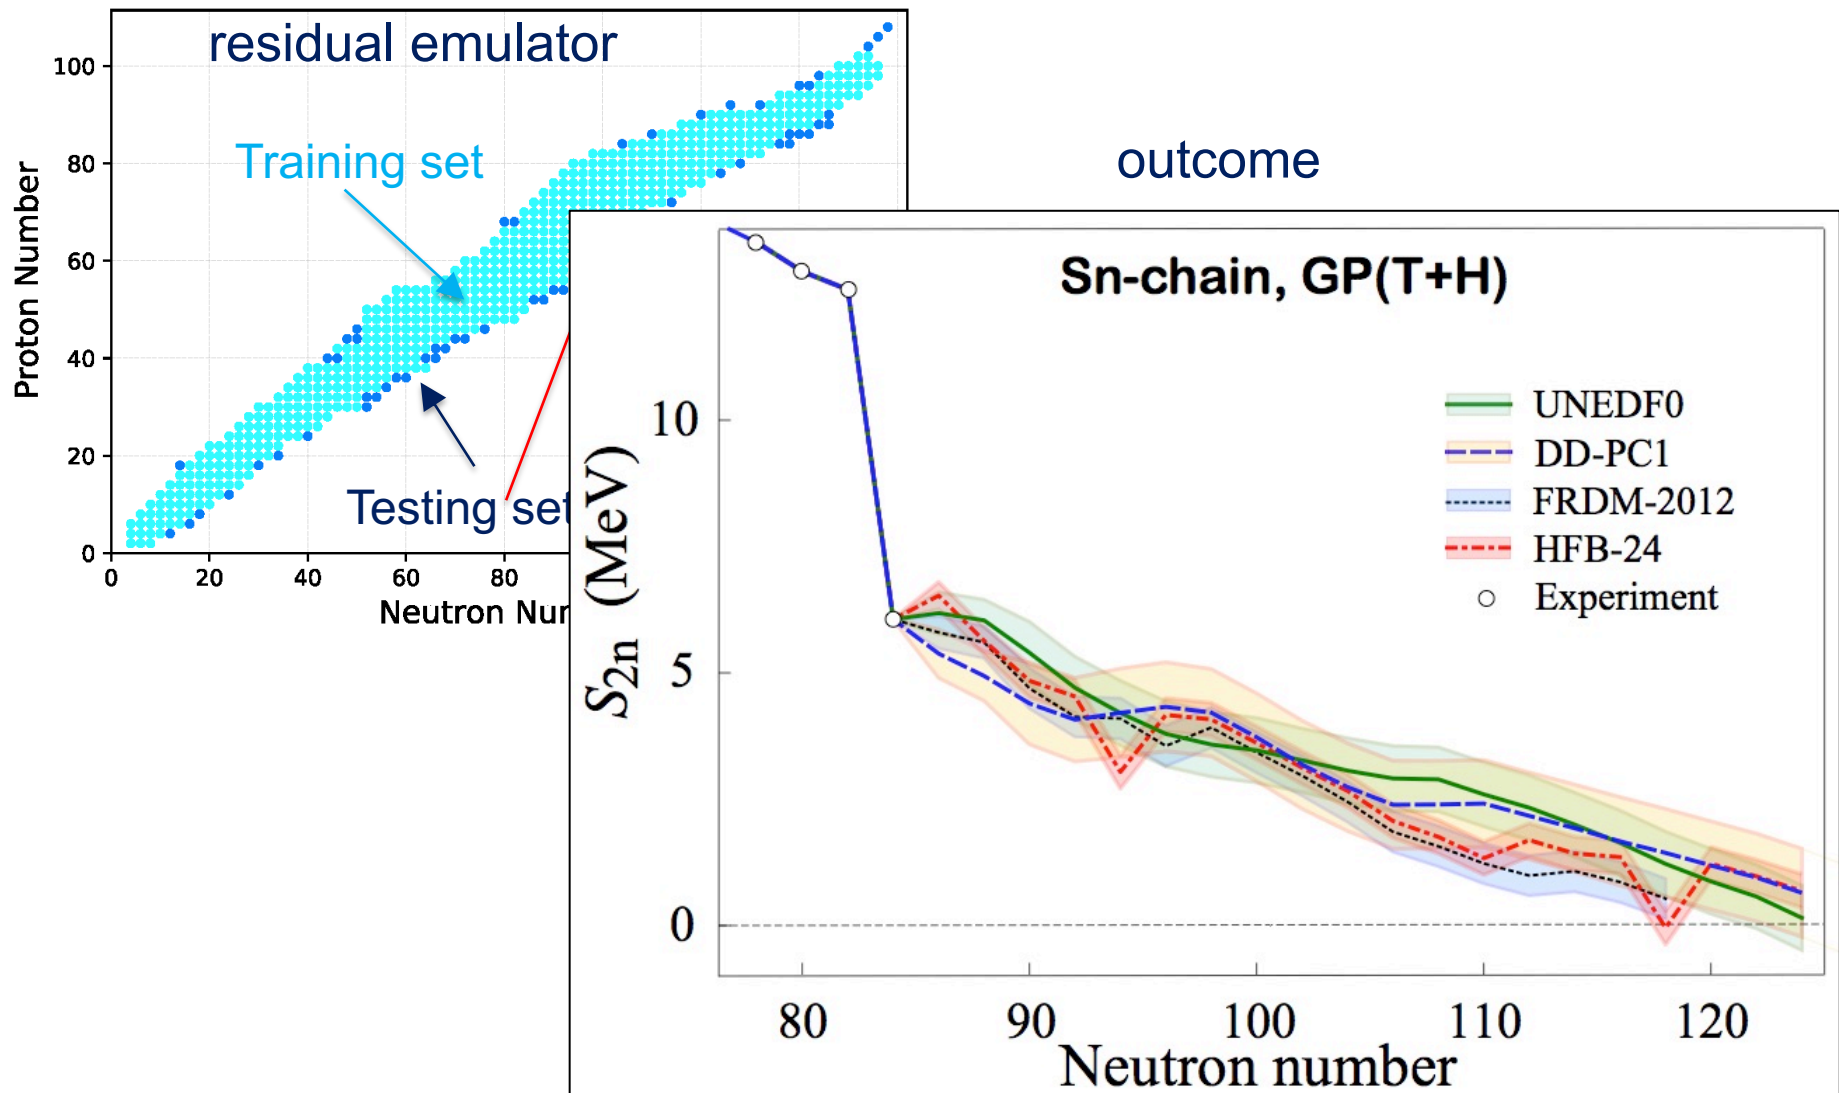 residual emulator
Training set
Testing set
Proton Number
100
80
60
40
20
0
0 20 40 60 80
Neutron Nu
outcome
Sn-chain, GP(T+H)
UNEDF0
DD-PC1
FRDM-2012
HFB-24
Experiment
S2n (MeV)
10
5
0
80 90 100 110 120
Neutron number